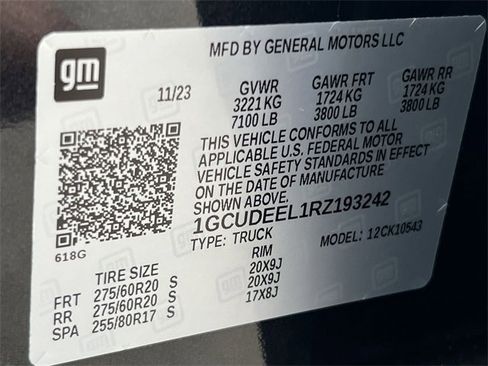 gm
MFD BY GENERAL MOTORS LLC
11/23 GVWR GAWR FRT GAWR RR
3221 KG 1724 KG 1724 KG
7100 LB 3800 LB 3800 LB
THIS VEHICLE CONFORMS TO ALL
APPLICABLE U.S. FEDERAL MOTOR
VEHICLE SAFETY STANDARDS IN EFFECT
ON THE DATE OF MANUFACTURE
SHOWN ABOVE.
1GCUDEEL1RZ193242
618G TYPE: TRUCK MODEL: 12CK10543
TIRE SIZE RIM
FRT 275/60R20 S 20X9J
RR 275/60R20 S 20X9J
SPA 255/80R17 S 17X8J